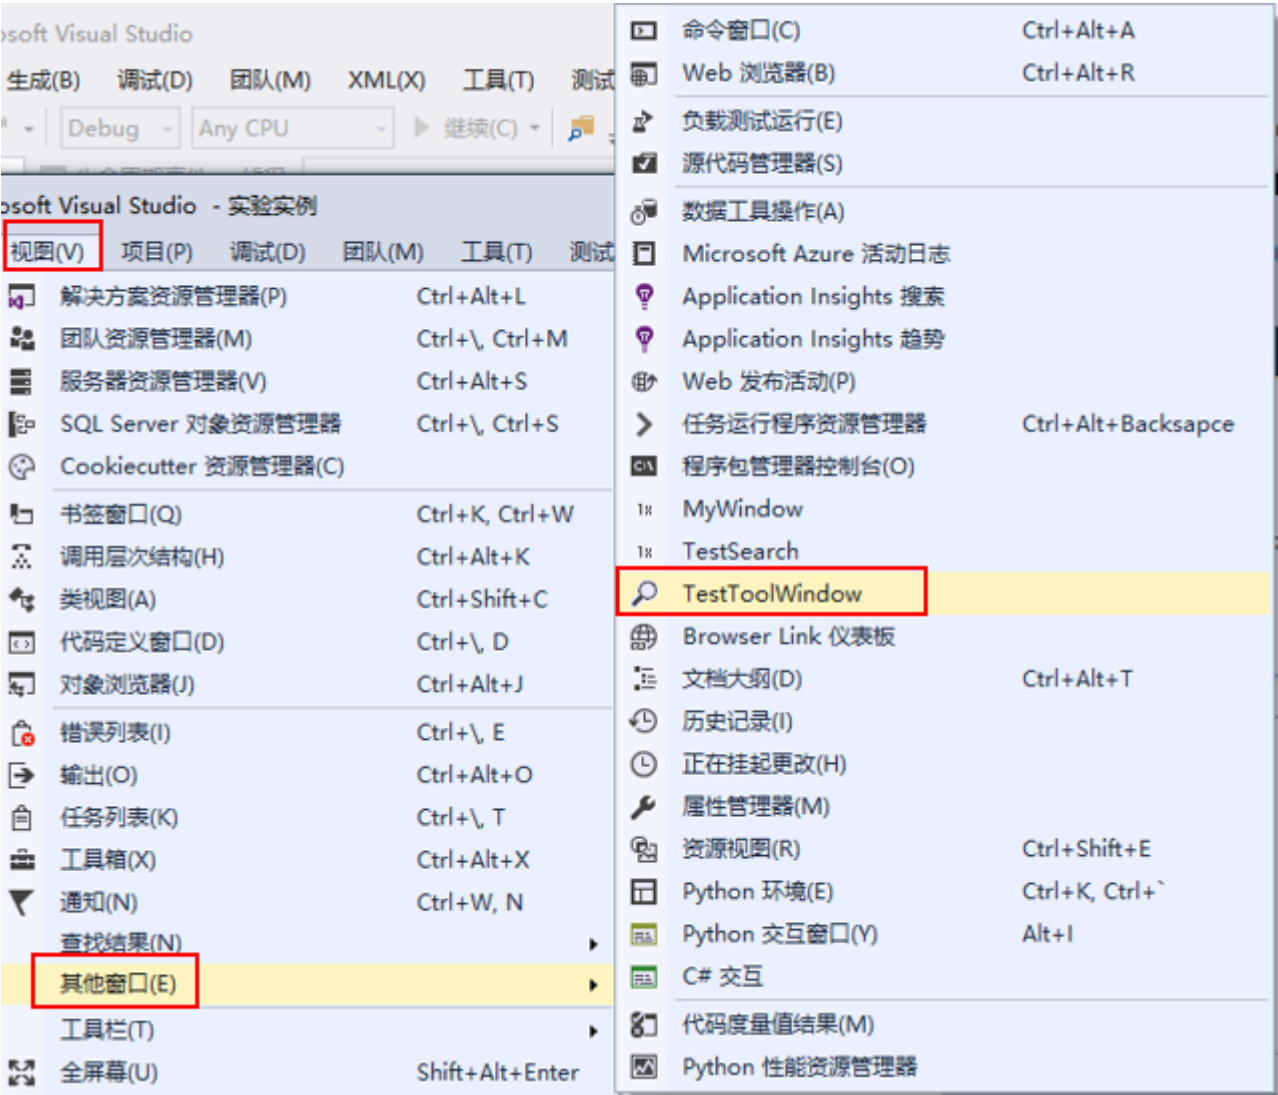 osoft Visual Studio
生成(B) 调试(D) 团队(M) XML(X) 工具(T) 测试
Debug Any CPU 继续(C)
osoft Visual Studio - 实验实例
视图(V) 项目(P) 调试(D) 团队(M) 工具(T) 测试
解决方案资源管理器(P) Ctrl+Alt+L
团队资源管理器(M) Ctrl+\, Ctrl+M
服务器资源管理器(V) Ctrl+Alt+S
SQL Server 对象资源管理器 Ctrl+\, Ctrl+S
Cookiecutter 资源管理器(C)
书签窗口(Q) Ctrl+K, Ctrl+W
调用层次结构(H) Ctrl+Alt+K
类视图(A) Ctrl+Shift+C
代码定义窗口(D) Ctrl+\, D
对象浏览器(J) Ctrl+Alt+J
错误列表(I) Ctrl+\, E
输出(O) Ctrl+Alt+O
任务列表(K) Ctrl+\, T
工具箱(X) Ctrl+Alt+X
通知(N) Ctrl+W, N
查找结果(N)
其他窗口(E)
工具栏(T)
全屏幕(U) Shift+Alt+Enter
命令窗口(C) Ctrl+Alt+A
Web 浏览器(B) Ctrl+Alt+R
负载测试运行(E)
源代码管理器(S)
数据工具操作(A)
Microsoft Azure 活动日志
Application Insights 搜索
Application Insights 趋势
Web 发布活动(P)
任务运行程序资源管理器 Ctrl+Alt+Backsapce
程序包管理器控制台(O)
MyWindow
TestSearch
TestToolWindow
Browser Link 仪表板
文档大纲(D) Ctrl+Alt+T
历史记录(I)
正在挂起更改(H)
属性管理器(M)
资源视图(R) Ctrl+Shift+E
Python 环境(E) Ctrl+K, Ctrl+`
Python 交互窗口(Y) Alt+I
C# 交互
代码度量值结果(M)
Python 性能资源管理器